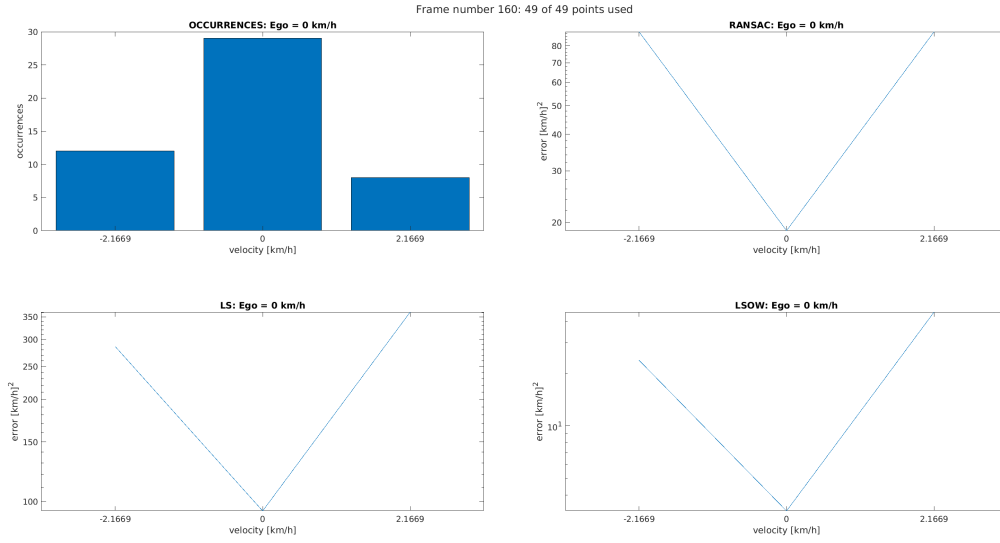 Frame number 160: 49 of 49 points used
OCCURRENCES: Ego = 0 km/h
30
25
20
15
10
5
0
occurrences
-2.1669 0 2.1669
velocity [km/h]
RANSAC: Ego = 0 km/h
80
70
60
50
40
30
20
error [km/h]²
-2.1669 0 2.1669
velocity [km/h]
LS: Ego = 0 km/h
350
300
250
200
150
100
error [km/h]²
-2.1669 0 2.1669
velocity [km/h]
LSOW: Ego = 0 km/h
10¹
error [km/h]²
-2.1669 0 2.1669
velocity [km/h]